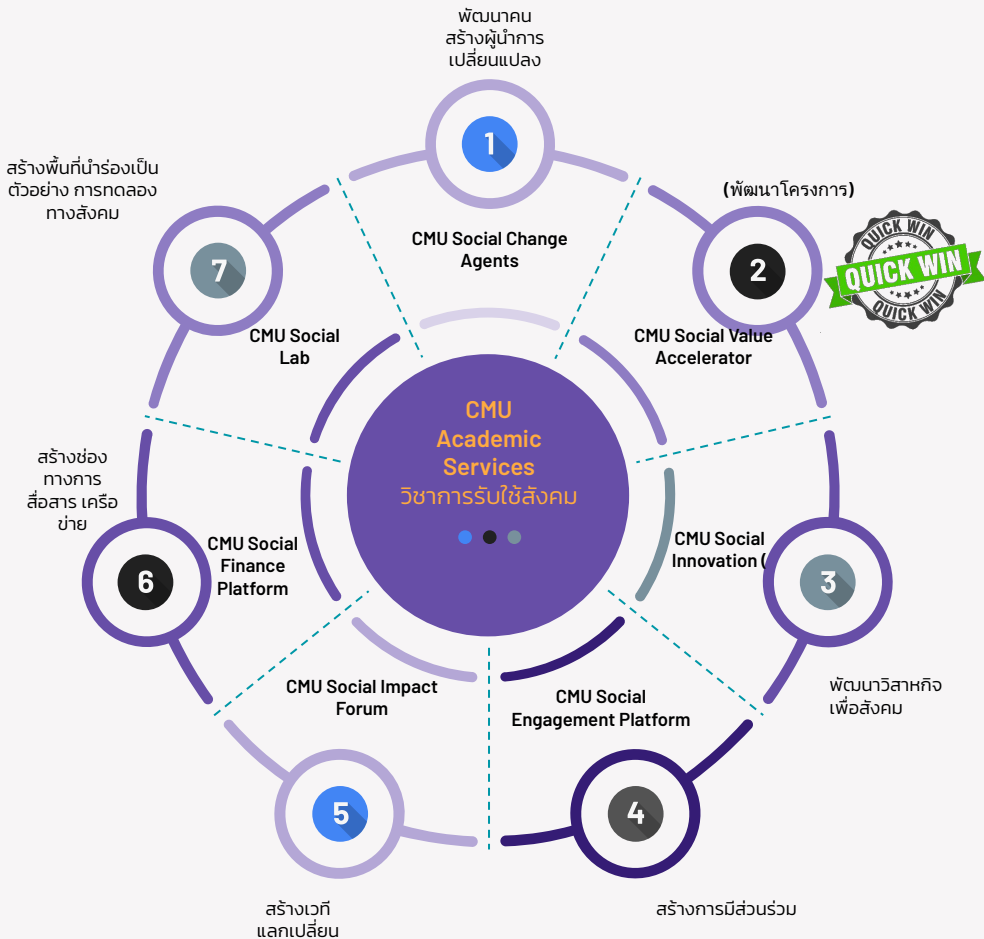 พัฒนาคน
สร้างผู้นำการ
เปลี่ยนแปลง
1
CMU Social Change
Agents
(พัฒนาโครงการ)
2
QUICK WIN
QUICK WIN
QUICK WIN
CMU Social Value
Accelerator
3
CMU Social
Innovation (
พัฒนาวิสาหกิจ
เพื่อสังคม
4
CMU Social
Engagement Platform
สร้างการมีส่วนร่วม
5
CMU Social Impact
Forum
สร้างเวที
แลกเปลี่ยน
6
CMU Social
Finance
Platform
สร้างช่อง
ทางการ
สื่อสาร เครือ
ข่าย
7
CMU Social
Lab
สร้างพื้นที่นำร่องเป็น
ตัวอย่าง การทดลอง
ทางสังคม
CMU
Academic
Services
วิชาการรับใช้สังคม